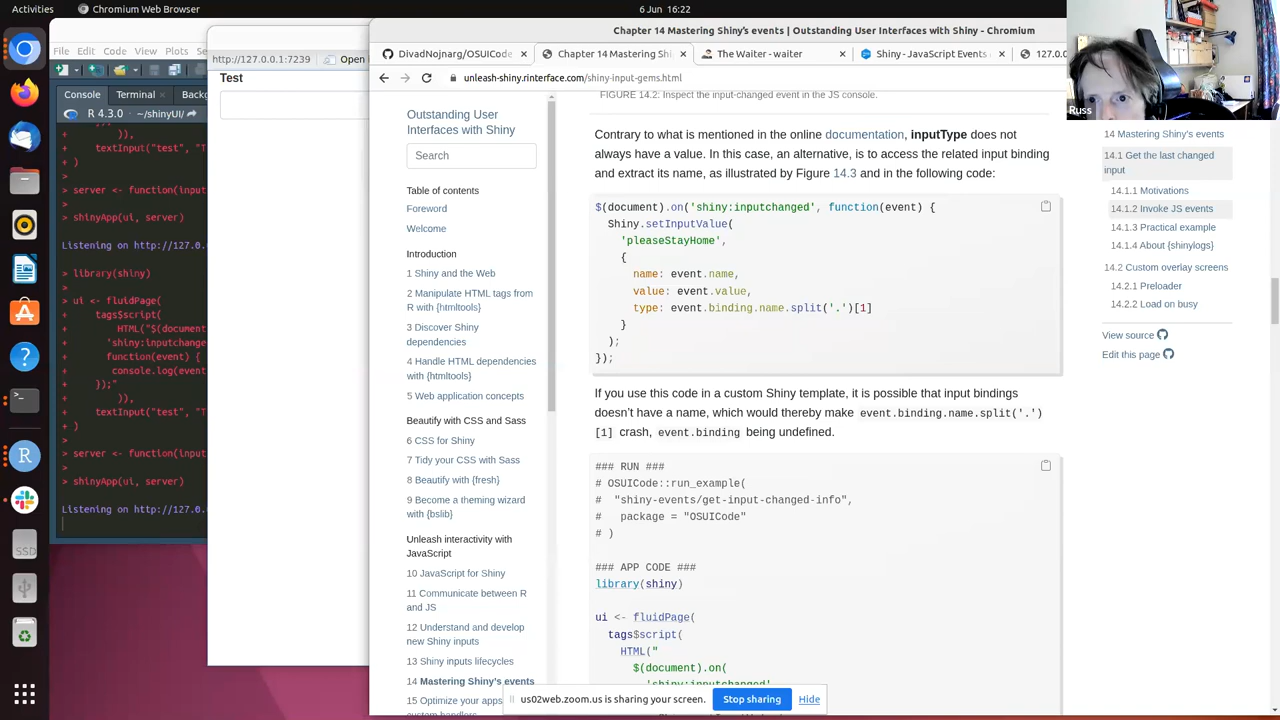 Activities
Chromium Web Browser
6 Jun 16:22
File Edit Code View Plots
Console
Terminal
R 4.3.0 · ~/shinyUI/
+ )),
+ textInput("test",
+ )
>
> server <- function(
>
> shinyApp(ui, server)
Listening on http://127.0.
> library(shiny)
>
> ui <- fluidPage(
+ tags$script(
+ HTML("$(document
+ 'shiny:inputchanged',
+ function(event) {
+ console.log(event
+ });"
+ )),
+ textInput("test",
+ )
>
> server <- function(
>
> shinyApp(ui, server)
Listening on http://127.0.
http://127.0.0.1:7239
Open
Test
Chapter 14 Mastering Shiny's events | Outstanding User Interfaces with Shiny - Chromium
DivadNojnarg/OSUICode
Chapter 14 Mastering Shi
The Waiter - waiter
Shiny - JavaScript Events
127.0.
unleash-shiny.rinterface.com/shiny-input-gems.html
Outstanding User
Interfaces with Shiny
Search
Table of contents
Foreword
Welcome
Introduction
1 Shiny and the Web
2 Manipulate HTML tags from
R with {htmltools}
3 Discover Shiny
dependencies
4 Handle HTML dependencies
with {htmltools}
5 Web application concepts
Beautify with CSS and Sass
6 CSS for Shiny
7 Tidy your CSS with Sass
8 Beautify with {fresh}
9 Become a theming wizard
with {bslib}
Unleash interactivity with
JavaScript
10 JavaScript for Shiny
11 Communicate between R
and JS
12 Understand and develop
new Shiny inputs
13 Shiny inputs lifecycles
14 Mastering Shiny's events
15 Optimize your apps
custom handlers
FIGURE 14.2: Inspect the input-changed event in the JS console.
Contrary to what is mentioned in the online documentation, inputType does not
always have a value. In this case, an alternative, is to access the related input binding
and extract its name, as illustrated by Figure 14.3 and in the following code:
$(document).on('shiny:inputchanged', function(event) {
Shiny.setInputValue(
'pleaseStayHome',
{
name: event.name,
value: event.value,
type: event.binding.name.split('.')[1]
}
);
});
If you use this code in a custom Shiny template, it is possible that input bindings
doesn't have a name, which would thereby make event.binding.name.split('.')
[1] crash, event.binding being undefined.
### RUN ###
# OSUICode::run_example(
# "shiny-events/get-input-changed-info",
# package = "OSUICode"
# )
### APP CODE ###
library(shiny)
ui <- fluidPage(
tags$script(
HTML("
$(document).on(
'shiny:inputchanged'
Russ
14 Mastering Shiny's events
14.1 Get the last changed
input
14.1.1 Motivations
14.1.2 Invoke JS events
14.1.3 Practical example
14.1.4 About {shinylogs}
14.2 Custom overlay screens
14.2.1 Preloader
14.2.2 Load on busy
View source
Edit this page
us02web.zoom.us is sharing your screen.
Stop sharing
Hide